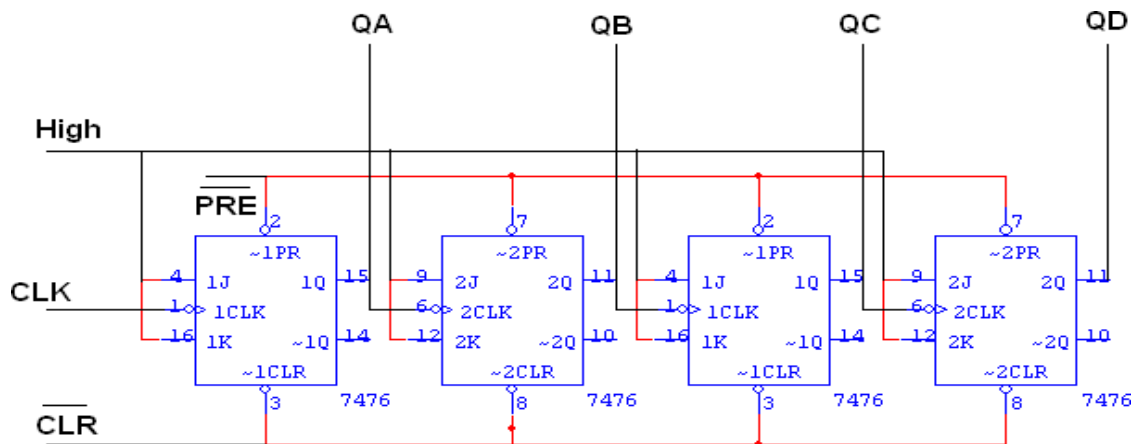 QA QB QC QD
High
PRE
2 7 2 7
~1PR ~2PR ~1PR ~2PR
4 1J 1Q 15 9 2J 2Q 11 4 1J 1Q 15 9 2J 2Q 11
CLK 1 1CLK 6 2CLK 1 1CLK 6 2CLK
16 1K ~1Q 14 12 2K ~2Q 10 16 1K ~1Q 14 12 2K ~2Q 10
~1CLR ~2CLR ~1CLR ~2CLR
3 7476 8 7476 3 7476 8 7476
CLR